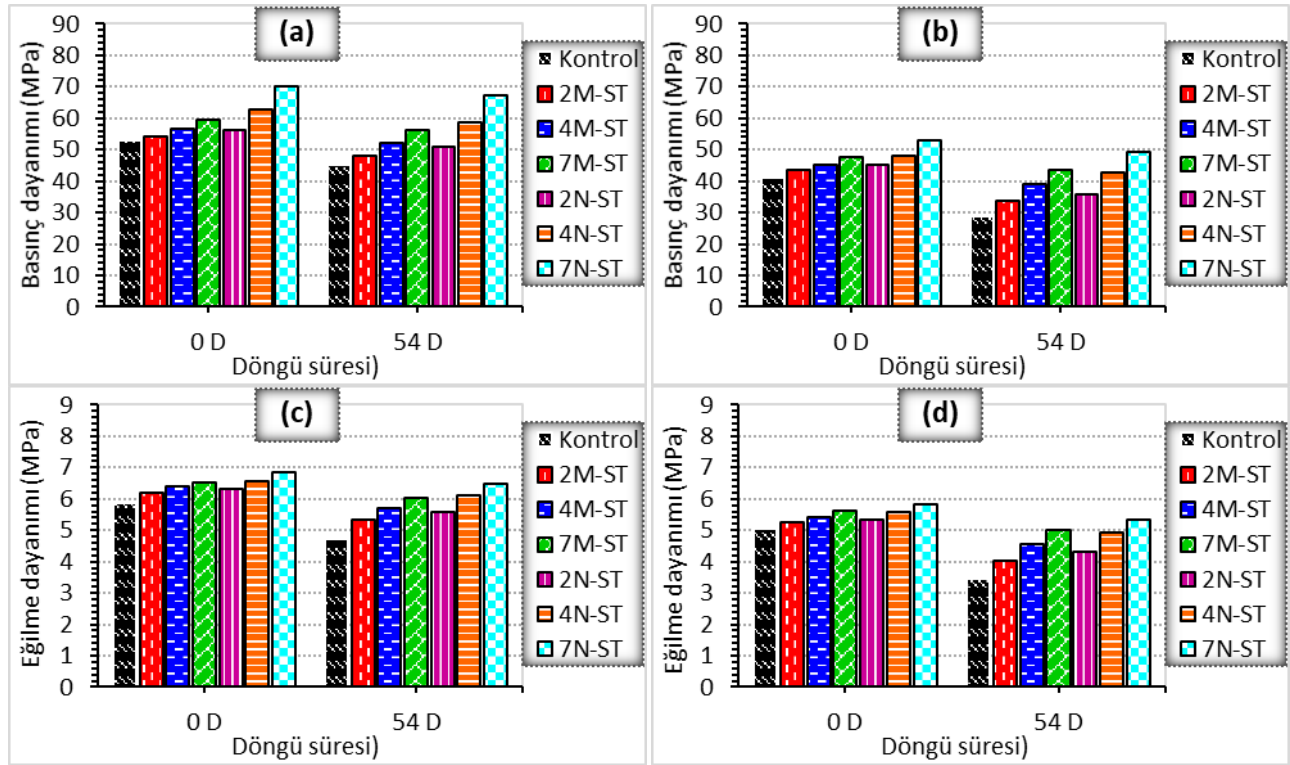 (a)
Basınç dayanımı (MPa)
90
80
70
60
50
40
30
20
10
0
0 D
54 D
Döngü süresi)
Kontrol
2M-ST
4M-ST
7M-ST
2N-ST
4N-ST
7N-ST
(b)
Basınç dayanımı (MPa)
90
80
70
60
50
40
30
20
10
0
0 D
54 D
Döngü süresi)
Kontrol
2M-ST
4M-ST
7M-ST
2N-ST
4N-ST
7N-ST
(c)
Eğilme dayanımı (MPa)
9
8
7
6
5
4
3
2
1
0
0 D
54 D
Döngü süresi)
Kontrol
2M-ST
4M-ST
7M-ST
2N-ST
4N-ST
7N-ST
(d)
Eğilme dayanımı (MPa)
9
8
7
6
5
4
3
2
1
0
0 D
54 D
Döngü süresi)
Kontrol
2M-ST
4M-ST
7M-ST
2N-ST
4N-ST
7N-ST